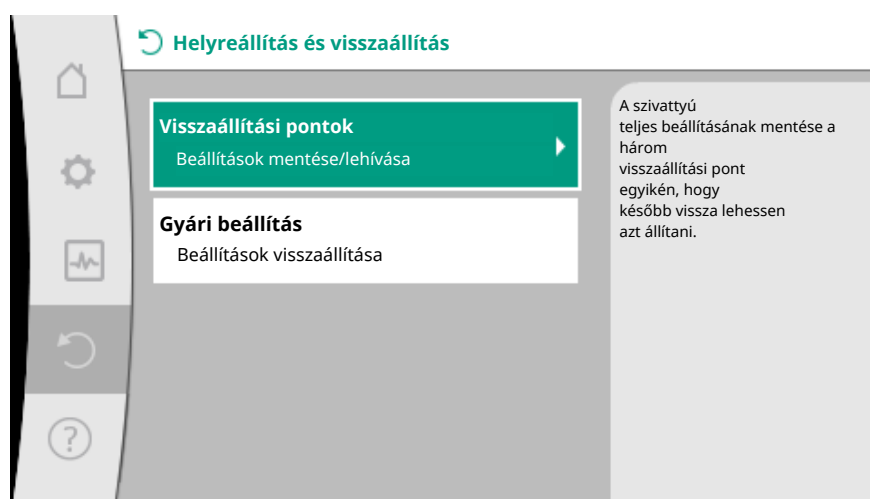 Helyreállítás és visszaállítás
Visszaállítási pontok
Beállítások mentése/lehívása
Gyári beállítás
Beállítások visszaállítása
A szivattyú
teljes beállításának mentése a
három
visszaállítási pont
egyikén, hogy
később vissza lehessen
azt állítani.
?